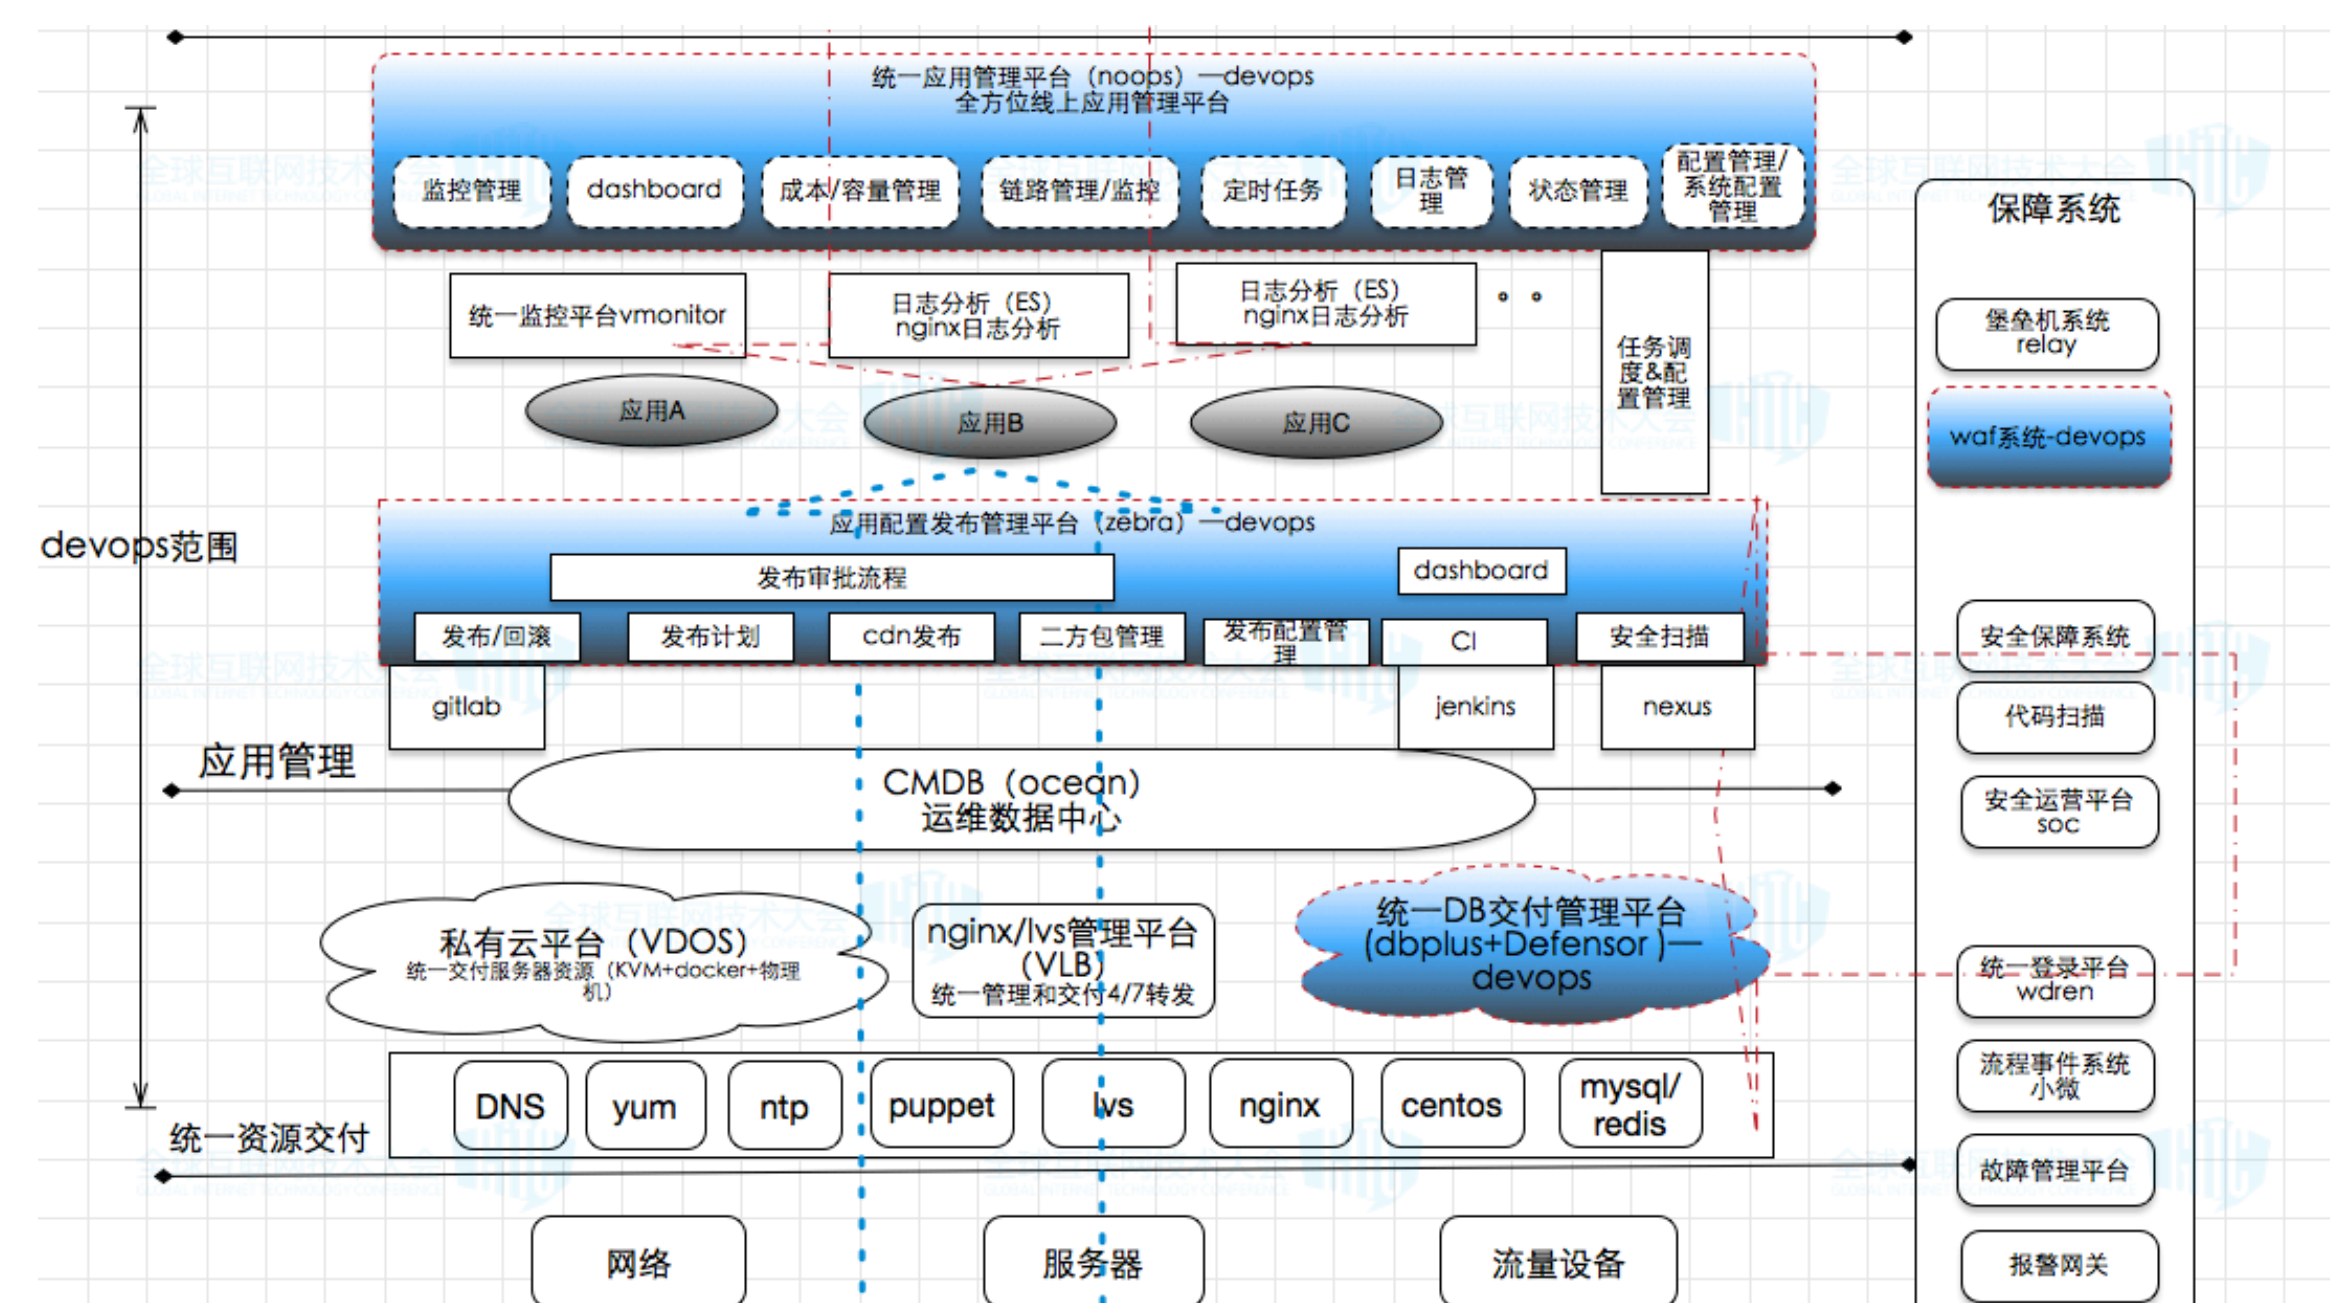 统一应用管理平台（noops）—devops
全方位线上应用管理平台
监控管理
dashboard
成本/容量管理
链路管理/监控
定时任务
日志管
理
状态管理
配置管理/
系统配置
管理
统一监控平台vmonitor
日志分析（ES）
nginx日志分析
日志分析（ES）
nginx日志分析
任务调
度&配
置管理
应用A
应用B
应用C
devops范围
应用配置发布管理平台（zebra）—devops
发布审批流程
dashboard
发布/回滚
发布计划
cdn发布
二方包管理
发布配置管
理
CI
安全扫描
gitlab
jenkins
nexus
应用管理
CMDB（ocean）
运维数据中心
私有云平台（VDOS）
统一交付服务器资源（KVM+docker+物理
机）
nginx/lvs管理平台
（VLB）
统一管理和交付4/7转发
统一DB交付管理平台
(dbplus+Defensor )—
devops
DNS
yum
ntp
puppet
lvs
nginx
centos
mysql/
redis
统一资源交付
网络
服务器
流量设备
保障系统
堡垒机系统
relay
waf系统-devops
安全保障系统
代码扫描
安全运营平台
soc
统一登录平台
wdren
流程事件系统
小微
故障管理平台
报警网关
全球互联网技术大会
GLOBAL INTERNET TECHNOLOGY CONFERENCE